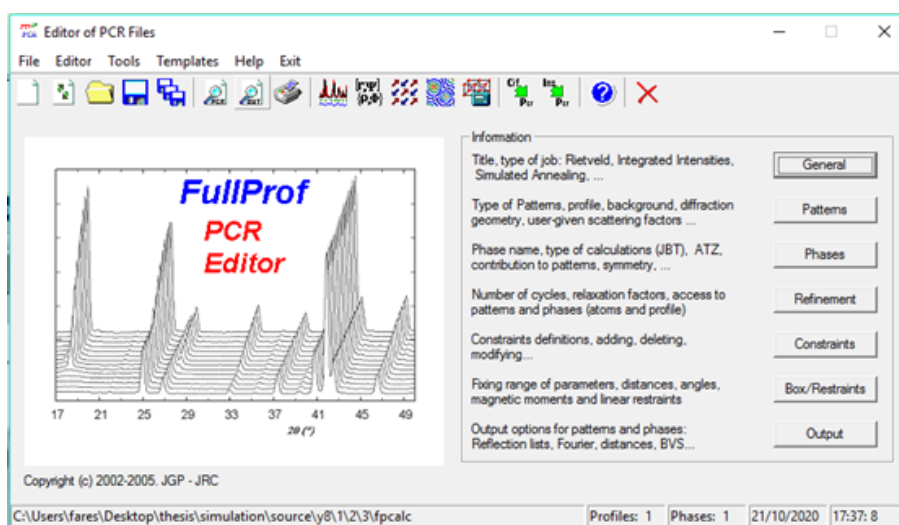 Editor of PCR Files
File Editor Tools Templates Help Exit
FullProf
PCR
Editor
17 21 25 29 33 37 41 45 49
2θ (°)
Copyright (c) 2002-2005. JGP - JRC
Information
Title, type of job: Rietveld, Integrated Intensities,
Simulated Annealing, ...
General
Type of Patterns, profile, background, diffraction
geometry, user-given scattering factors ...
Patterns
Phase name, type of calculations (JBT), ATZ,
contribution to patterns, symmetry, ...
Phases
Number of cycles, relaxation factors, access to
patterns and phases (atoms and profile)
Refinement
Constraints definitions, adding, deleting,
modifying...
Constraints
Fixing range of parameters, distances, angles,
magnetic moments and linear restraints
Box/Restraints
Output options for patterns and phases:
Reflection lists, Fourier, distances, BVS...
Output
C:\Users\fares\Desktop\thesis\simulation\source\y8\1\2\3\fpcalc
Profiles: 1 Phases: 1 21/10/2020 17:37: 8